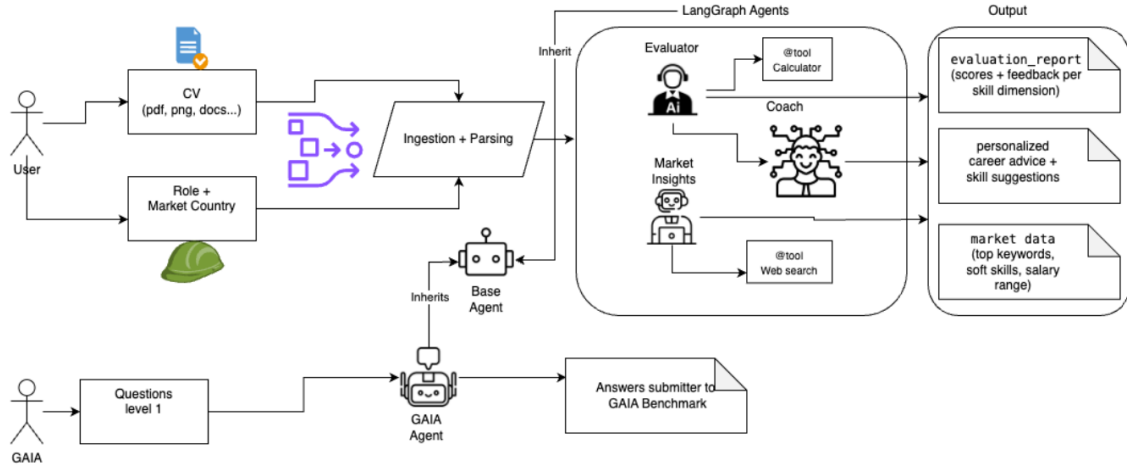 LangGraph Agents
Output
Inherit
Evaluator
@tool
Calculator
evaluation_report
(scores + feedback per
skill dimension)
CV
(pdf, png, docs...)
Ai
Coach
Ingestion + Parsing
User
Market
Insights
personalized
career advice +
skill suggestions
Role +
Market Country
@tool
Web search
market data
(top keywords,
soft skills, salary
range)
Base
Agent
Inherits
Questions
level 1
GAIA
Agent
Answers submitter to
GAIA Benchmark
GAIA